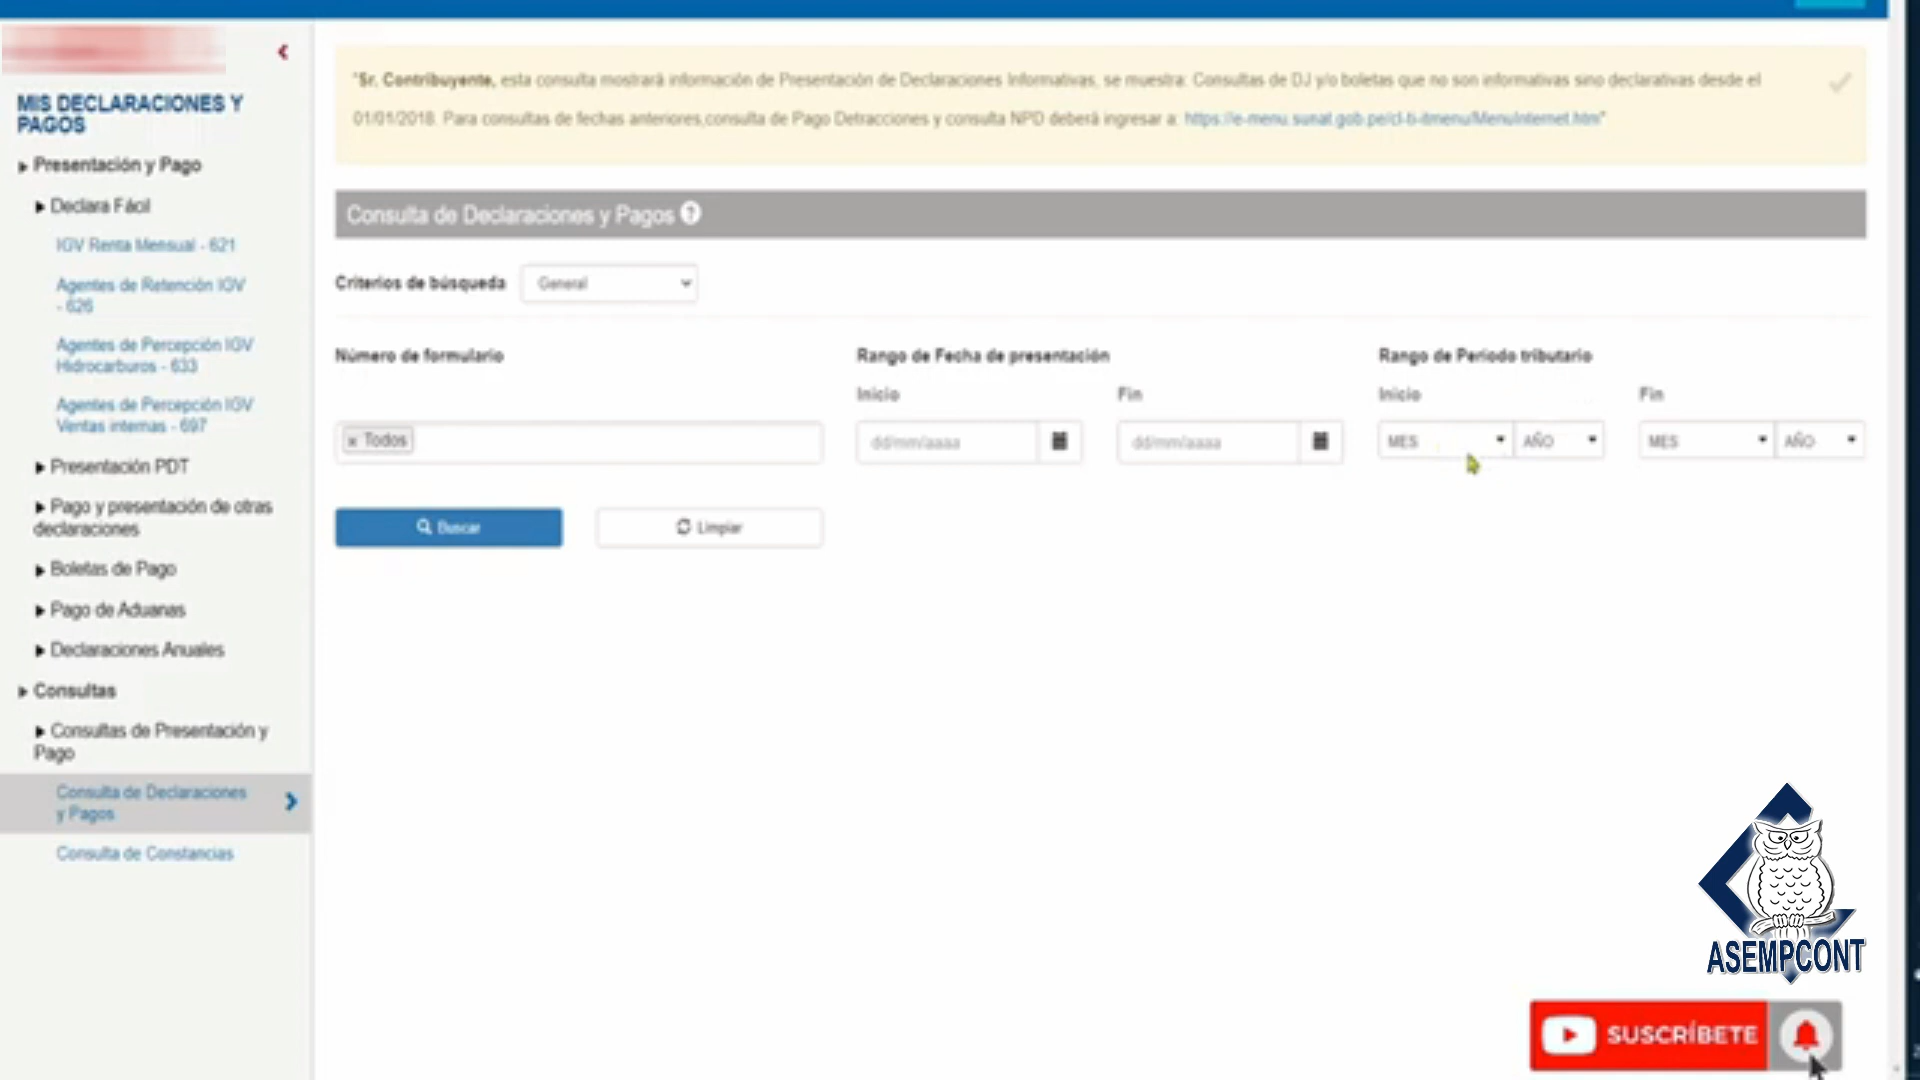 MIS DECLARACIONES Y
PAGOS
Presentación y Pago
Declara Fácil
IGV Renta Mensual - 621
Agentes de Retención IGV
- 626
Agentes de Percepción IGV
Hidrocarburos - 633
Agentes de Percepción IGV
Ventas internas - 697
Presentación PDT
Pago y presentación de otras
declaraciones
Boletas de Pago
Pago de Aduanas
Declaraciones Anuales
Consultas
Consultas de Presentación y
Pago
Consulta de Declaraciones
y Pagos
Consulta de Constancias
"Sr. Contribuyente, esta consulta mostrará información de Presentación de Declaraciones Informativas, se muestra: Consultas de DJ y/o boletas que no son informativas sino declarativas desde el
01/01/2018. Para consultas de fechas anteriores,consulta de Pago Detracciones y consulta NPD deberá ingresar a: https://e-menu.sunat.gob.pe/cl-ti-itmenu/MenuInternet.htm"
Consulta de Declaraciones y Pagos ?
Criterios de búsqueda General
Número de formulario Rango de Fecha de presentación Rango de Periodo tributario
Inicio Fin Inicio Fin
× Todos dd/mm/aaaa dd/mm/aaaa MES AÑO MES AÑO
Buscar Limpiar
ASEMPCONT
SUSCRÍBETE